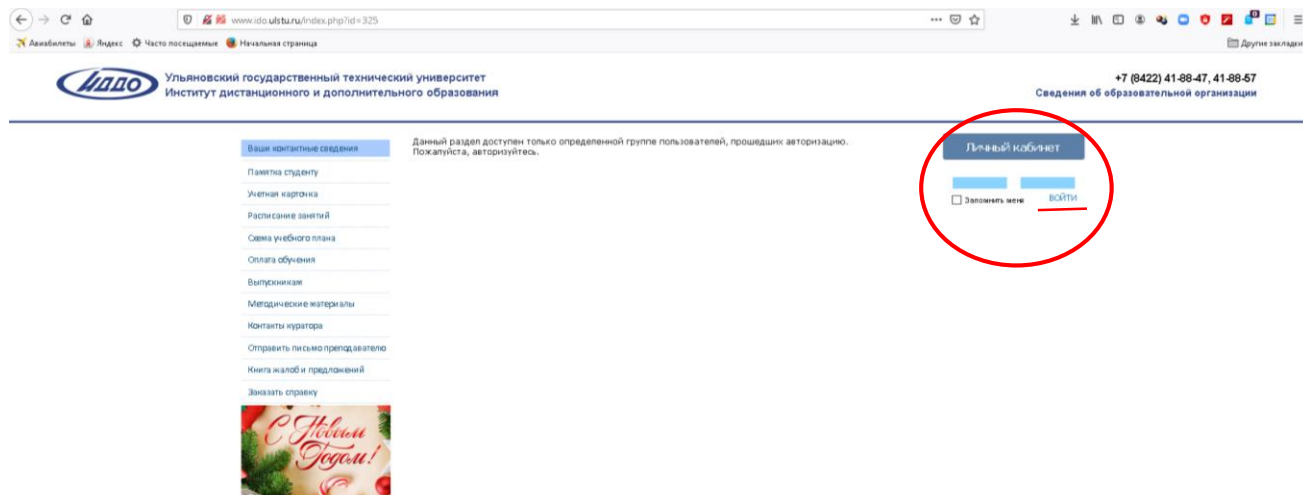 www.ido.ulstu.ru/index.php?id=325
Авиабилеты Яндекс Часто посещаемые Начальная страница
Другие закладки
ИДДО
Ульяновский государственный технический университет
Институт дистанционного и дополнительного образования
+7 (8422) 41-88-47, 41-88-57
Сведения об образовательной организации
Ваши контактные сведения
Памятка студенту
Учетная карточка
Расписание занятий
Схема учебного плана
Оплата обучения
Выпускникам
Методические материалы
Контакты куратора
Отправить письмо преподавателю
Книга жалоб и предложений
Заказать справку
С Новым
Годом!
Данный раздел доступен только определенной группе пользователей, прошедших авторизацию.
Пожалуйста, авторизуйтесь.
Личный кабинет
Запомнить меня
ВОЙТИ